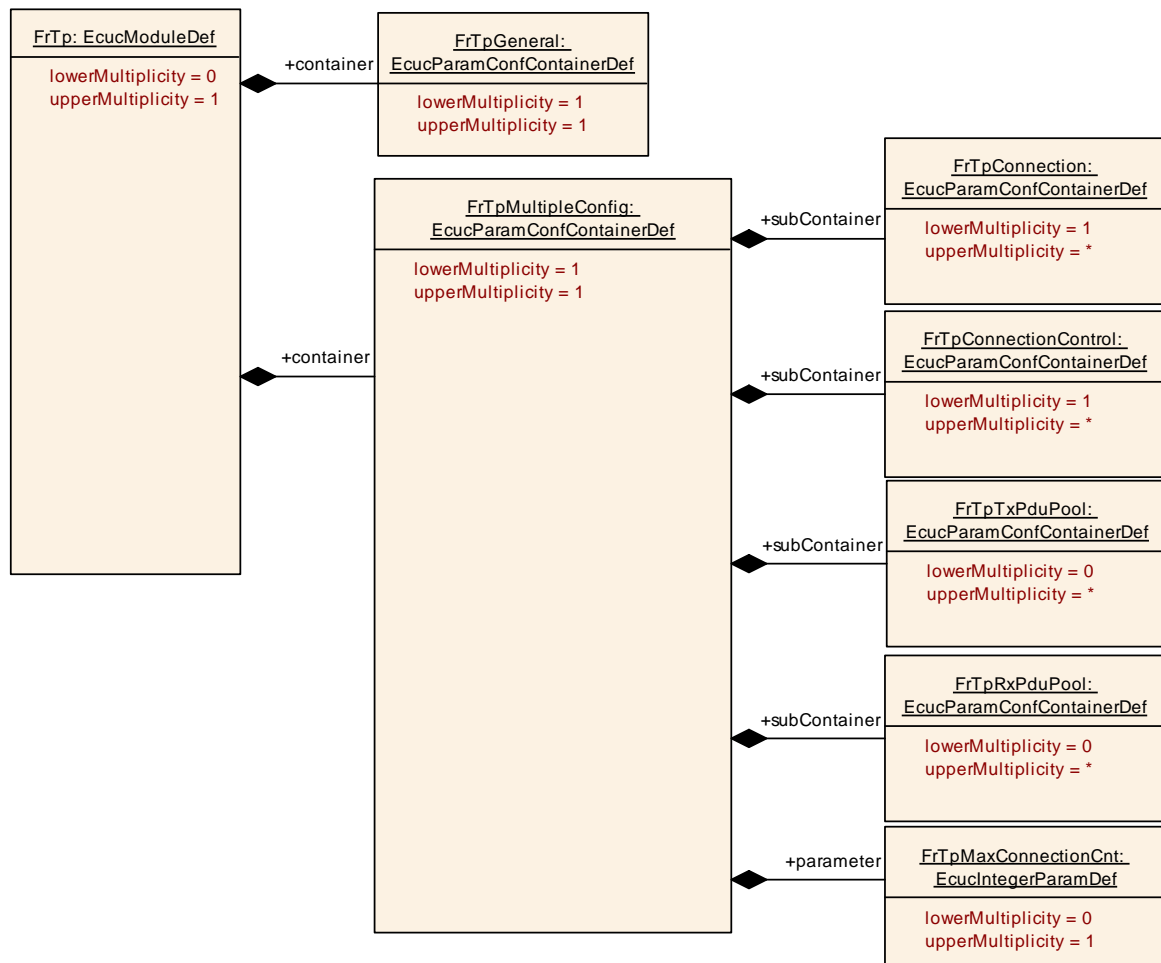 FrTp: EcucModuleDef
lowerMultiplicity = 0
upperMultiplicity = 1
+container
FrTpGeneral:
EcucParamConfContainerDef
lowerMultiplicity = 1
upperMultiplicity = 1
+container
FrTpMultipleConfig:
EcucParamConfContainerDef
lowerMultiplicity = 1
upperMultiplicity = 1
+subContainer
FrTpConnection:
EcucParamConfContainerDef
lowerMultiplicity = 1
upperMultiplicity = *
+subContainer
FrTpConnectionControl:
EcucParamConfContainerDef
lowerMultiplicity = 1
upperMultiplicity = *
+subContainer
FrTpTxPduPool:
EcucParamConfContainerDef
lowerMultiplicity = 0
upperMultiplicity = *
+subContainer
FrTpRxPduPool:
EcucParamConfContainerDef
lowerMultiplicity = 0
upperMultiplicity = *
+parameter
FrTpMaxConnectionCnt:
EcucIntegerParamDef
lowerMultiplicity = 0
upperMultiplicity = 1